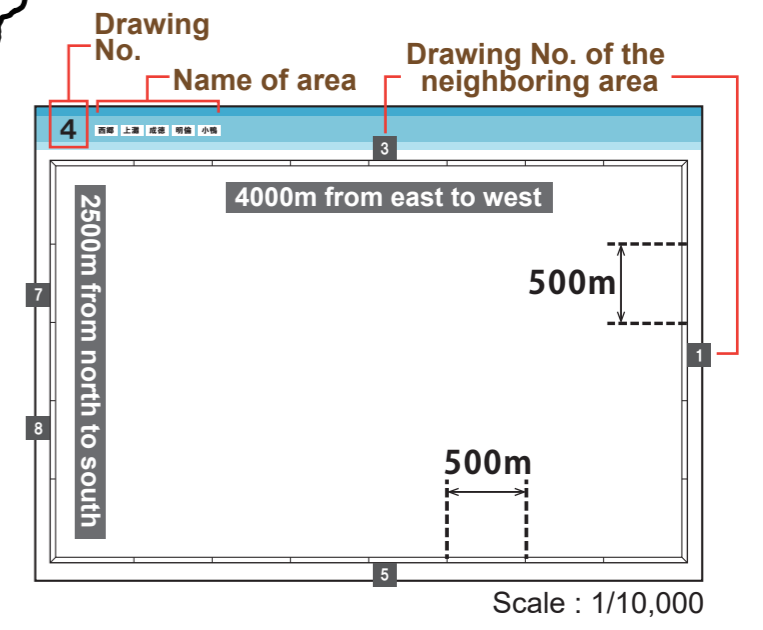 Drawing
No.
Name of area
Drawing No. of the
neighboring area
4
西郷 上灘 成徳 明倫 小鴨
3
4000m from east to west
2500m from north to south
500m
7
1
8
500m
5
Scale : 1/10,000